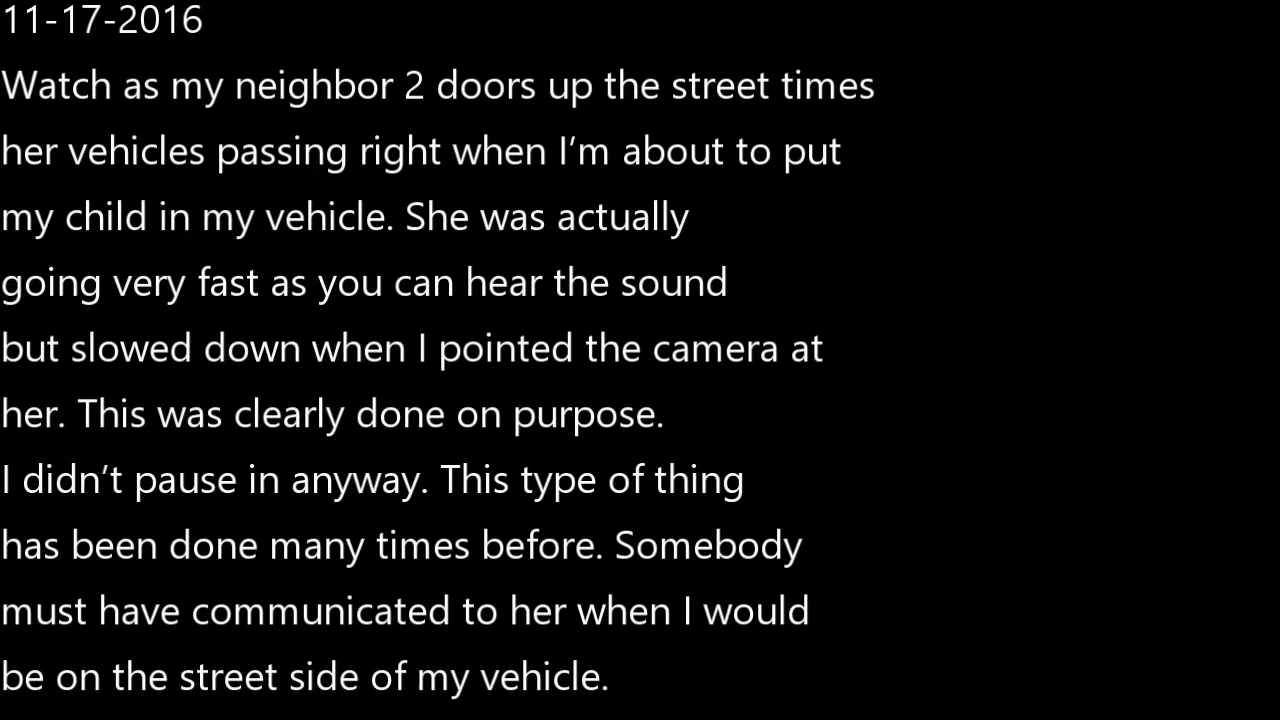 11-17-2016
Watch as my neighbor 2 doors up the street times
her vehicles passing right when I’m about to put
my child in my vehicle. She was actually
going very fast as you can hear the sound
but slowed down when I pointed the camera at
her. This was clearly done on purpose.
I didn’t pause in anyway. This type of thing
has been done many times before. Somebody
must have communicated to her when I would
be on the street side of my vehicle.